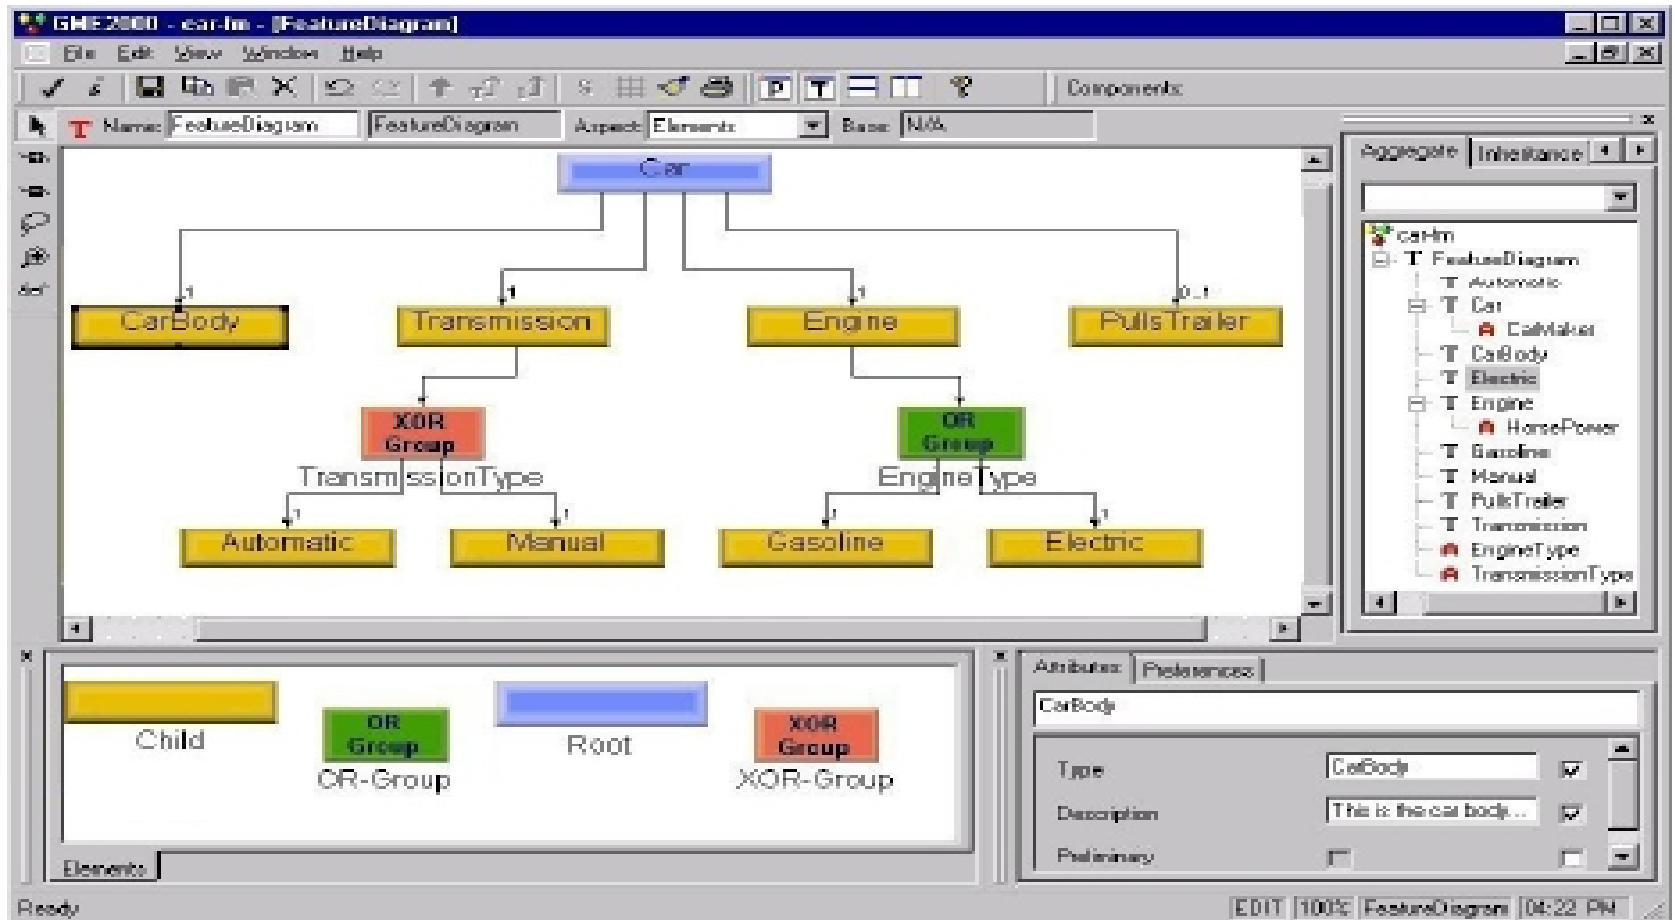 GME2000 - car-fm - [FeatureDiagram]
File Edit View Window Help
Components:
Name: FeatureDiagram FeatureDiagram Aspect: Elements Base: N/A
Aggregate Inheritance
Car
1 1 1 0..1
CarBody Transmission Engine PullsTrailer
XOR Group
TransmissionType
OR Group
EngineType
1 1 1 1
Automatic Manual Gasoline Electric
car-fm
FeatureDiagram
Automatic
Car
CarMaker
CarBody
Electric
Engine
HorsePower
Gasoline
Manual
PullsTrailer
Transmission
EngineType
TransmissionType
Child
OR Group
OR-Group
Root
XOR Group
XOR-Group
Elements
Attributes Preferences
CarBody
Type CarBody
Description This is the car body...
Preliminary
Ready
EDIT 100% FeatureDiagram 04:22 PM